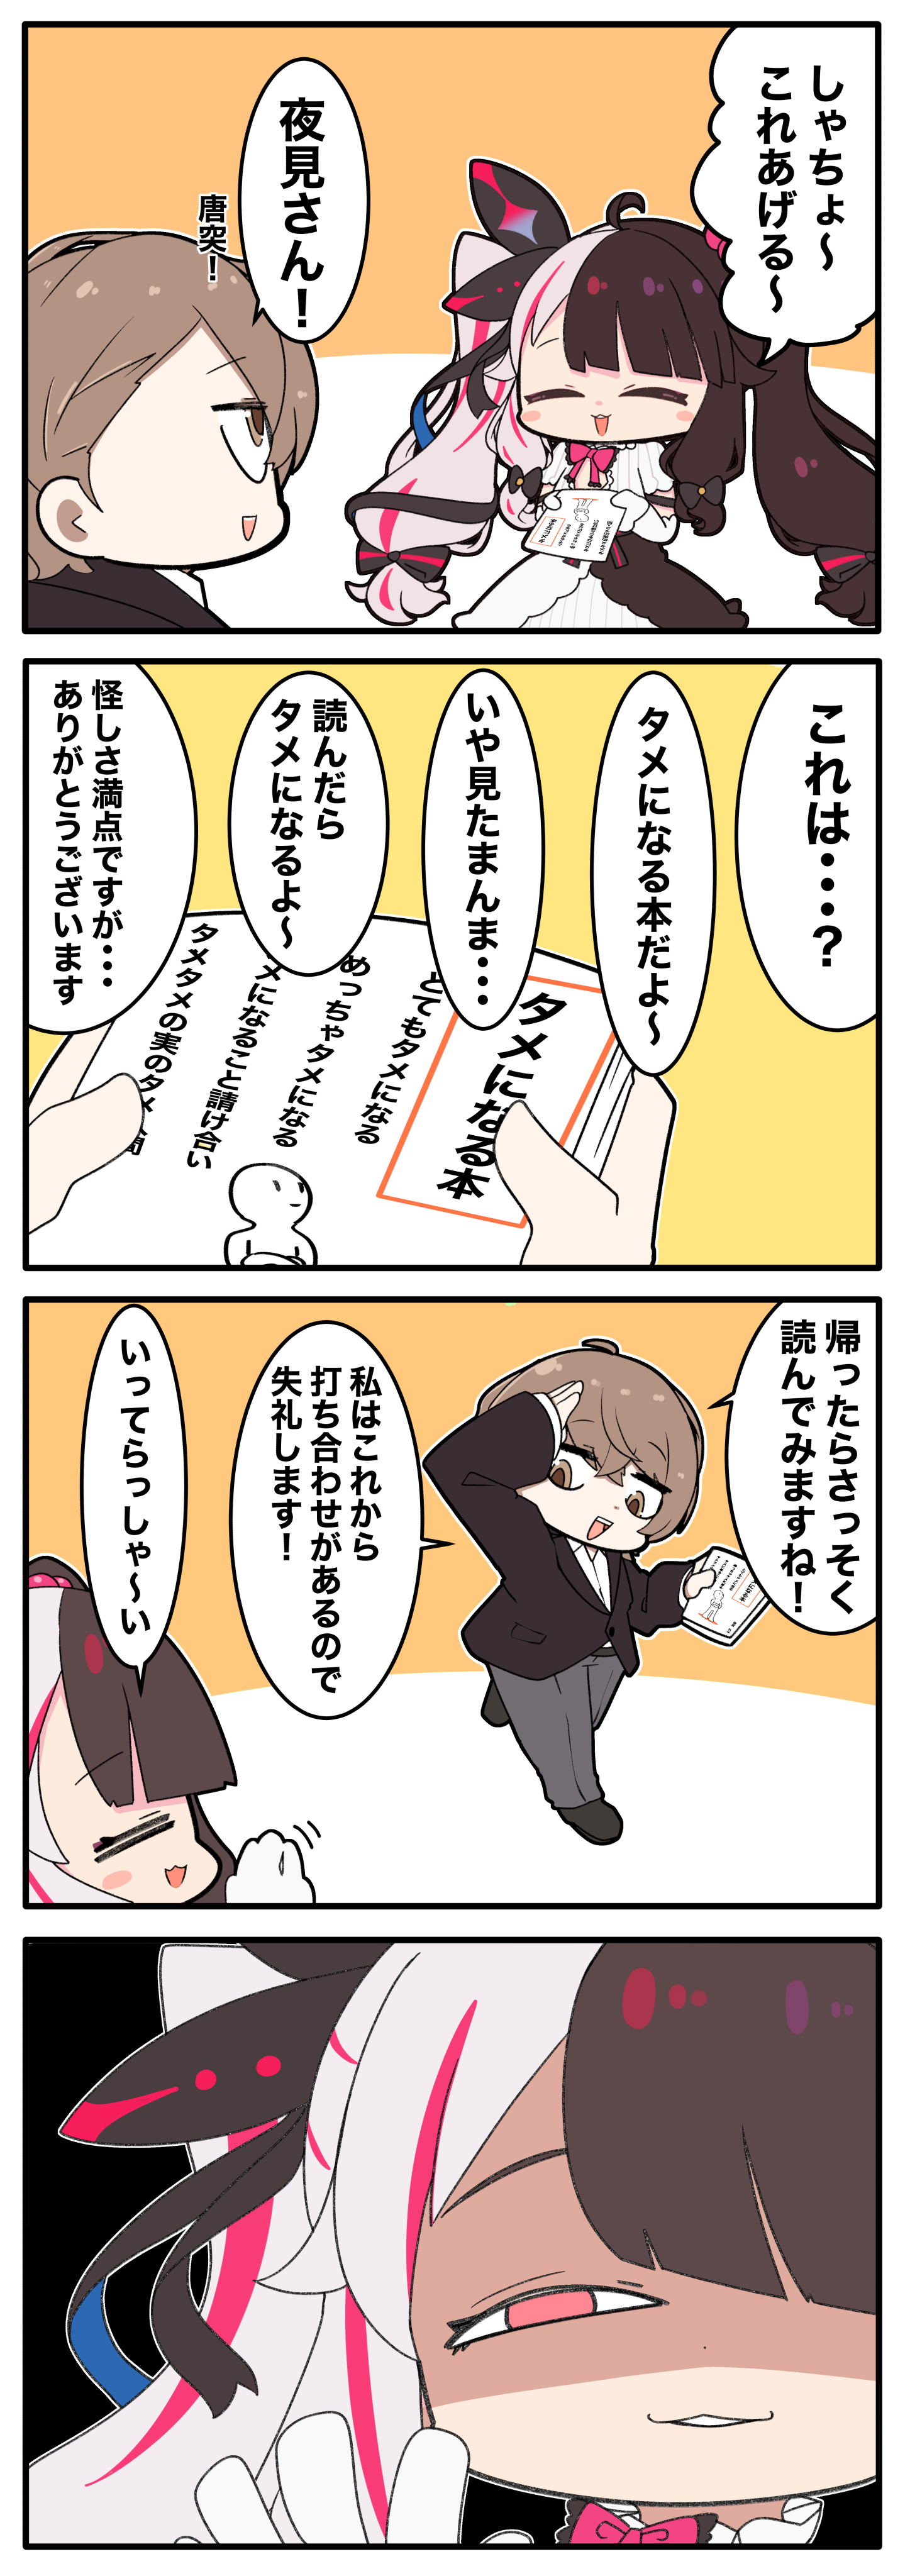 しゃちょ〜
これあげる〜
夜見さん！
唐突！
これは・・・・？
タメになる本だよ〜
いや見たまんま・・・
読んだら
タメになるよ〜
怪しさ満点ですが・・・
ありがとうございます
タメになる本
とてもタメになる
めっちゃタメになる
メになること請け合い
タメタメの実のタメ人間
帰ったらさっそく
読んでみますね！
私はこれから
打ち合わせがあるので
失礼します！
いってらっしゃ〜い